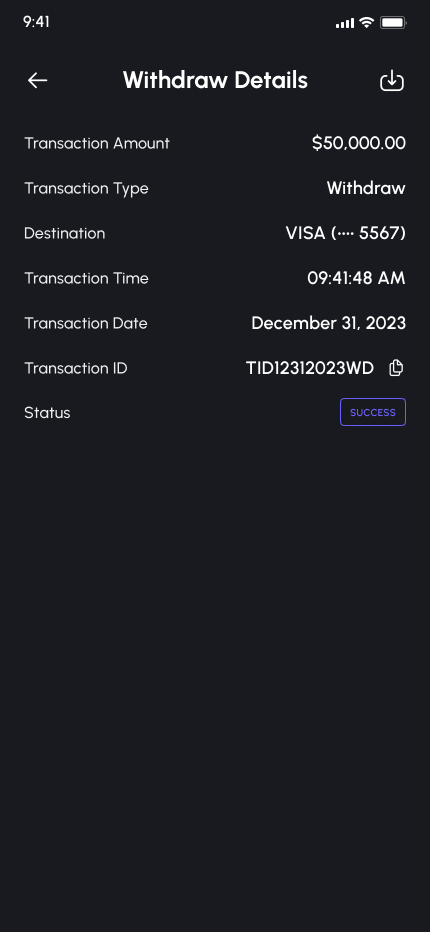 9:41
Withdraw Details
Transaction Amount $50,000.00
Transaction Type Withdraw
Destination VISA (•••• 5567)
Transaction Time 09:41:48 AM
Transaction Date December 31, 2023
Transaction ID TID12312023WD
Status SUCCESS